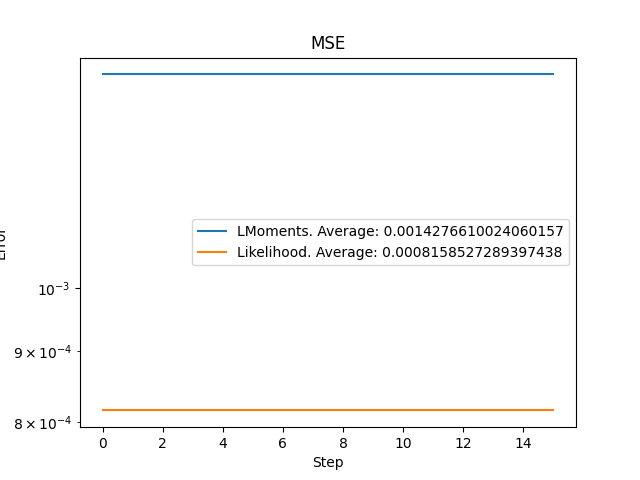 MSE
Error
LMoments. Average: 0.0014276610024060157
Likelihood. Average: 0.0008158527289397438
10⁻³
9 × 10⁻⁴
8 × 10⁻⁴
0 2 4 6 8 10 12 14
Step